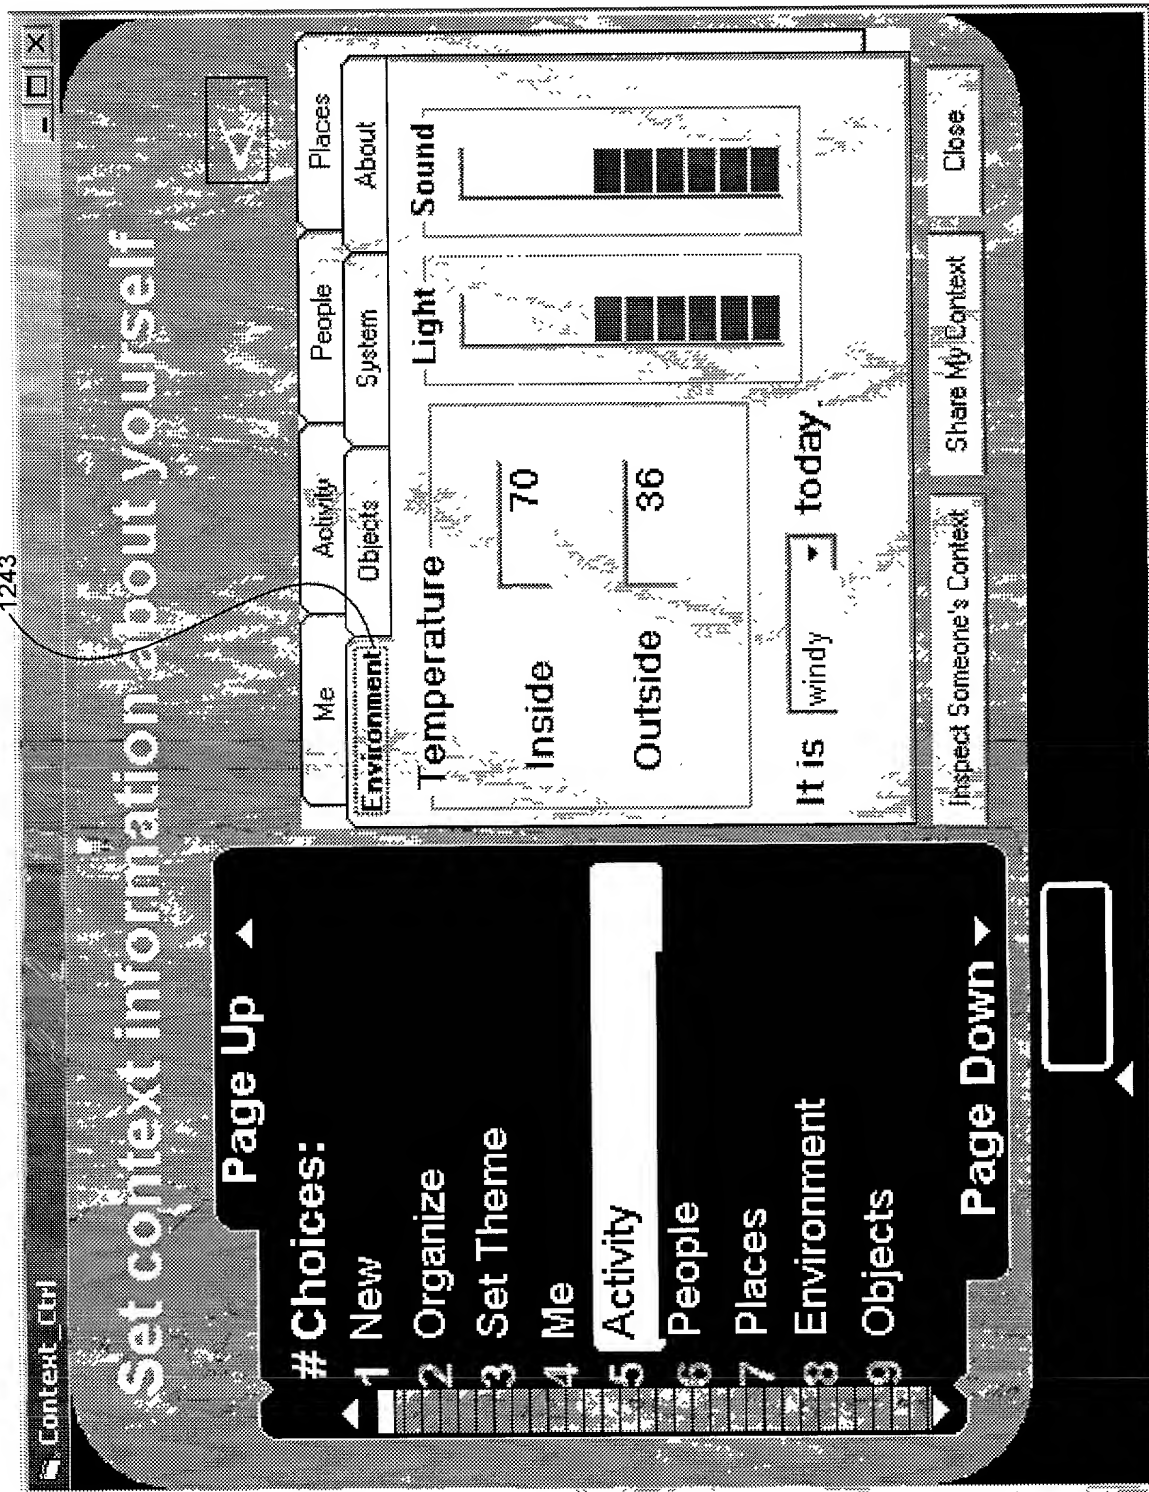 1243
Context_Ctrl
Set context information about yourself
Page Up
# Choices:
1 New
2 Organize
3 Set Theme
4 Me
5 Activity
6 People
7 Places
8 Environment
9 Objects
Page Down
Me Activity People Places
Environment Objects System About
Temperature
Inside 70
Outside 36
Light
Sound
It is windy today.
Inspect Someone's Context Share My Context Close